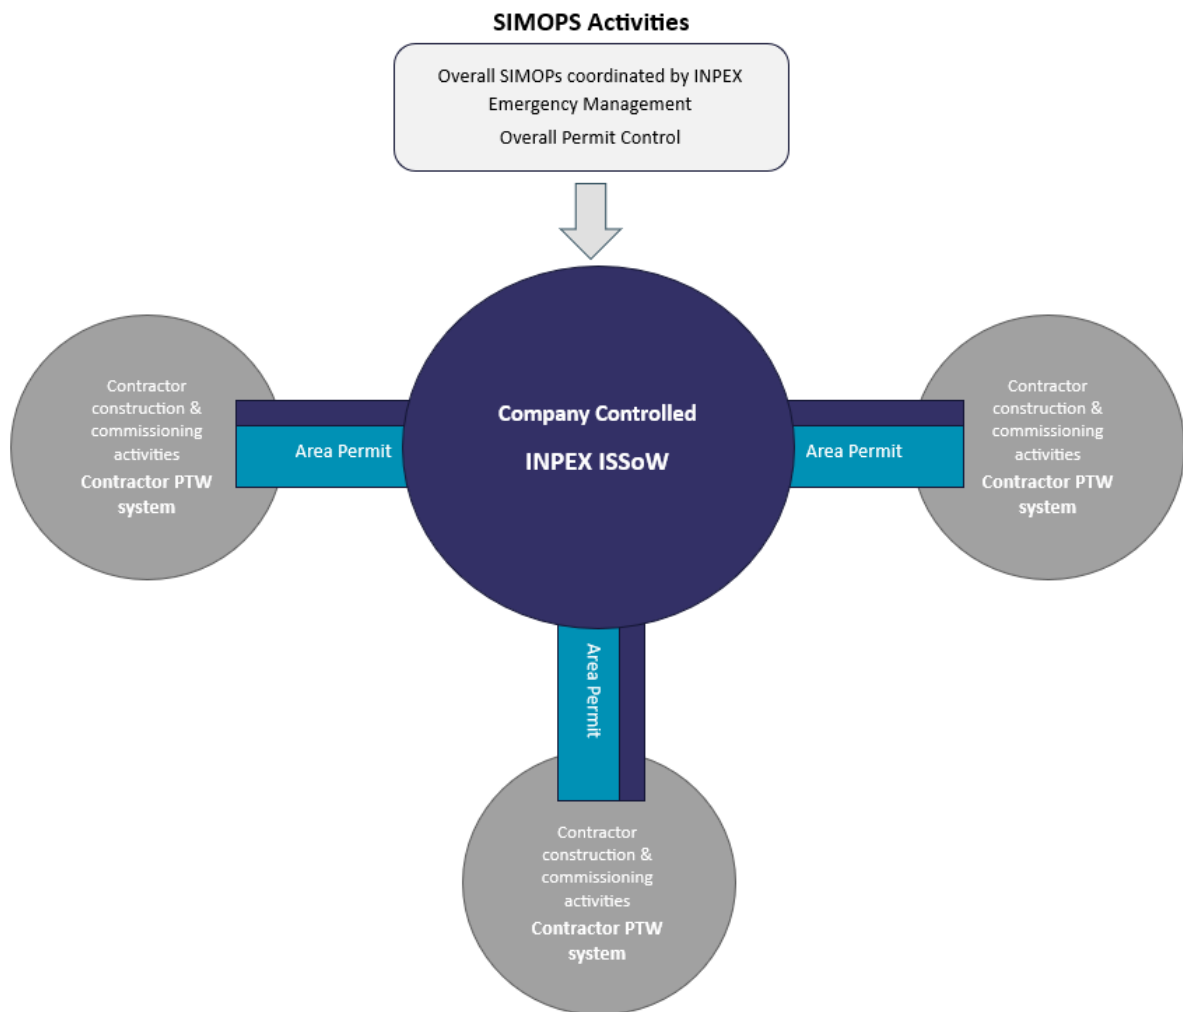 SIMOPS Activities
Overall SIMOPs coordinated by INPEX
Emergency Management
Overall Permit Control
Contractor
construction &
commissioning
activities
Contractor PTW
system
Area Permit
Company Controlled
INPEX ISSoW
Area Permit
Contractor
construction &
commissioning
activities
Contractor PTW
system
Area Permit
Contractor
construction &
commissioning
activities
Contractor PTW
system